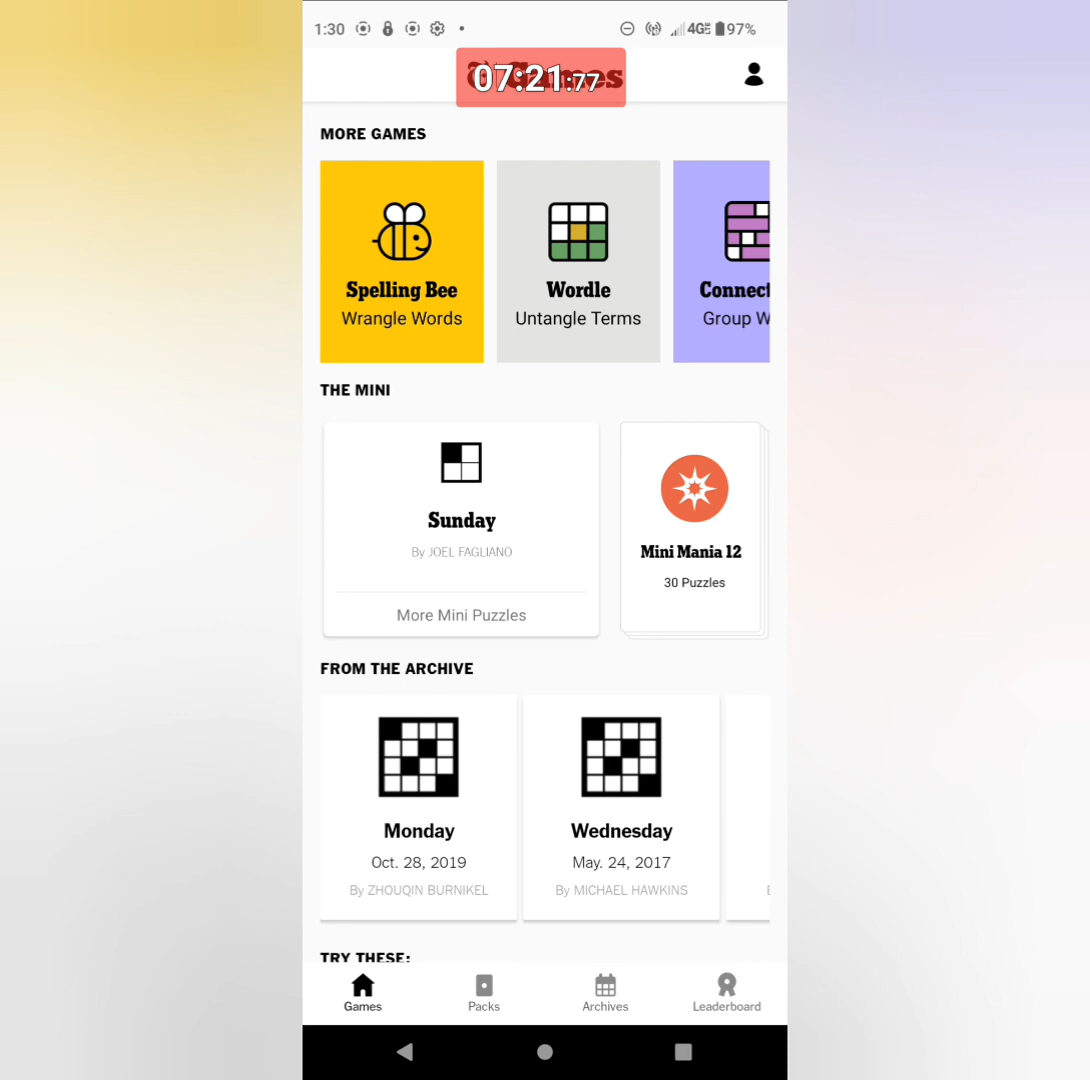 1:30 4GE 97%
Games
07:21:77
MORE GAMES
Spelling Bee
Wrangle Words
Wordle
Untangle Terms
Connect
Group W
THE MINI
Sunday
By JOEL FAGLIANO
More Mini Puzzles
Mini Mania 12
30 Puzzles
FROM THE ARCHIVE
Monday
Oct. 28, 2019
By ZHOUQIN BURNIKEL
Wednesday
May. 24, 2017
By MICHAEL HAWKINS
TRY THESE:
Games
Packs
Archives
Leaderboard